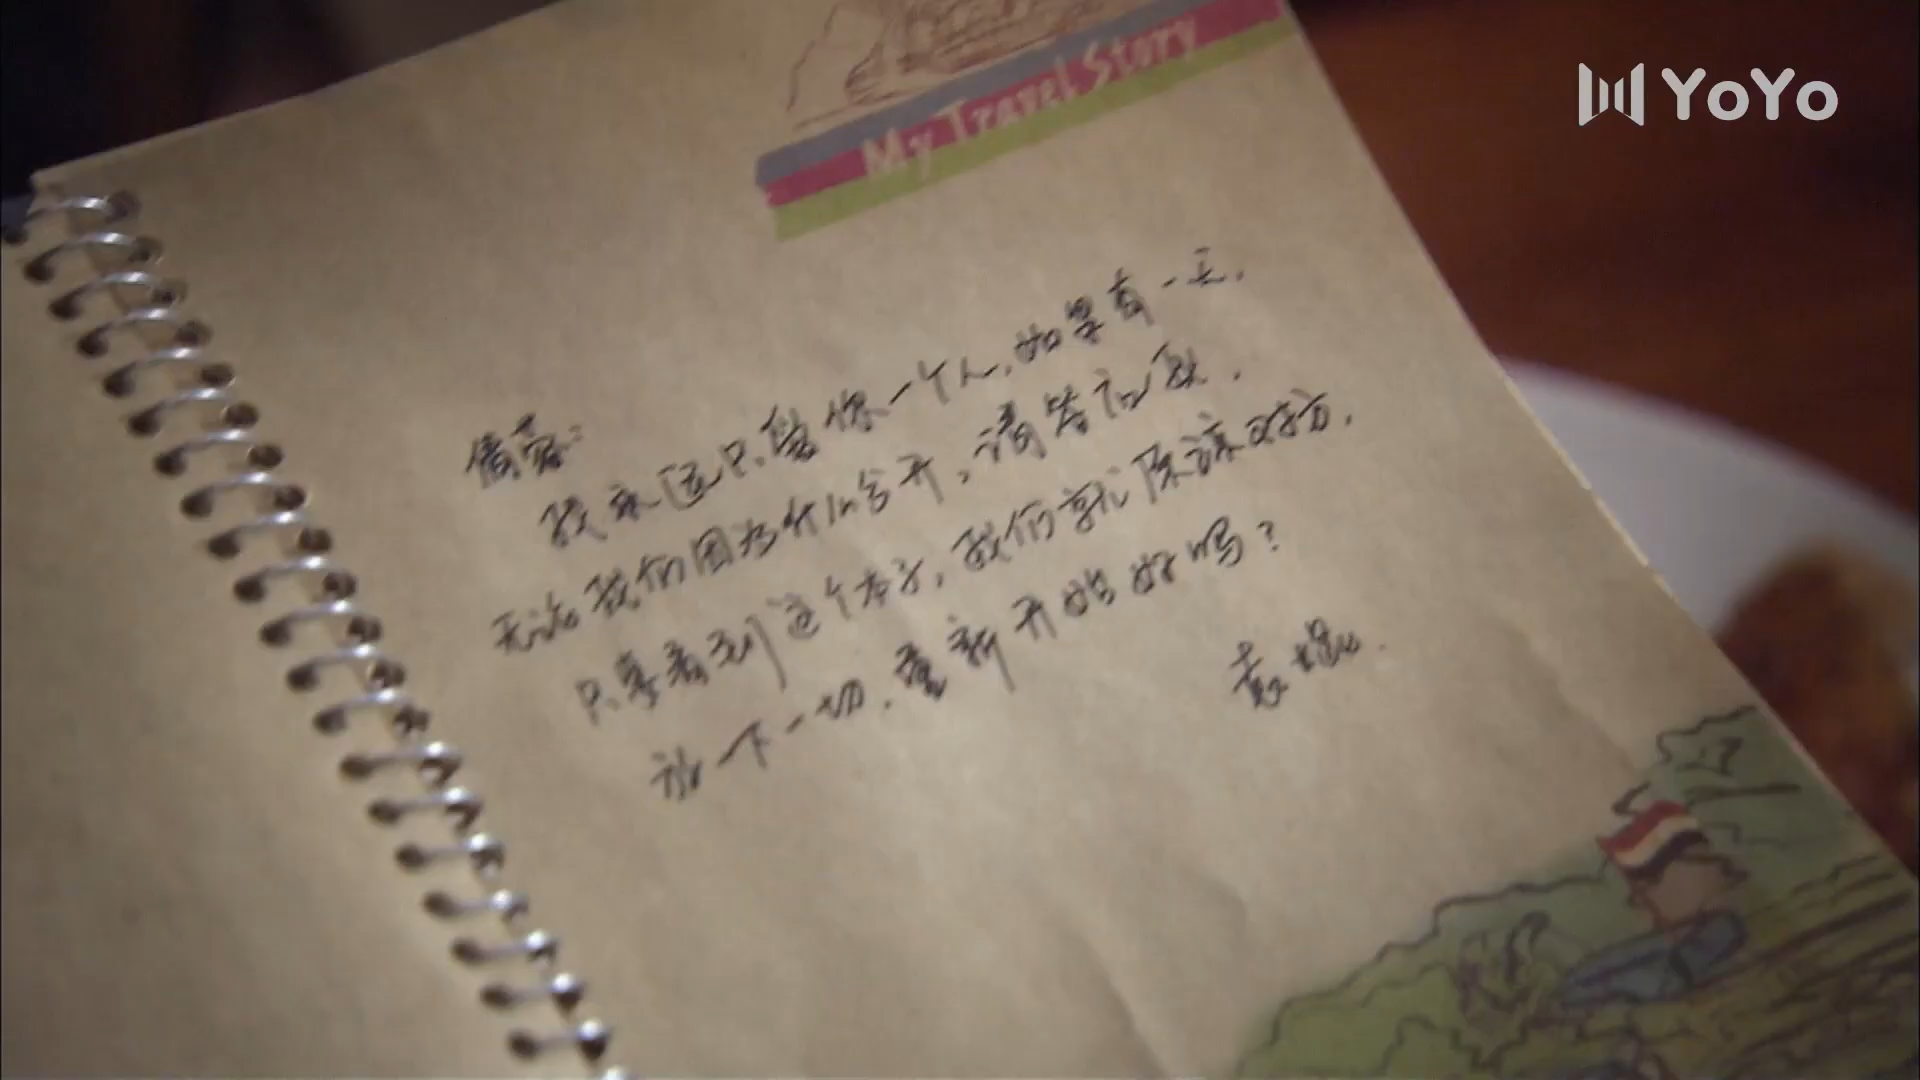 YoYo
My Travel Story
倩蓉：
我永远只爱你一个人，如果有一天，
无论我们因为什么分开，请答应我，
只要看到这个本子，我们就原谅对方，
放下一切，重新开始好吗？
袁